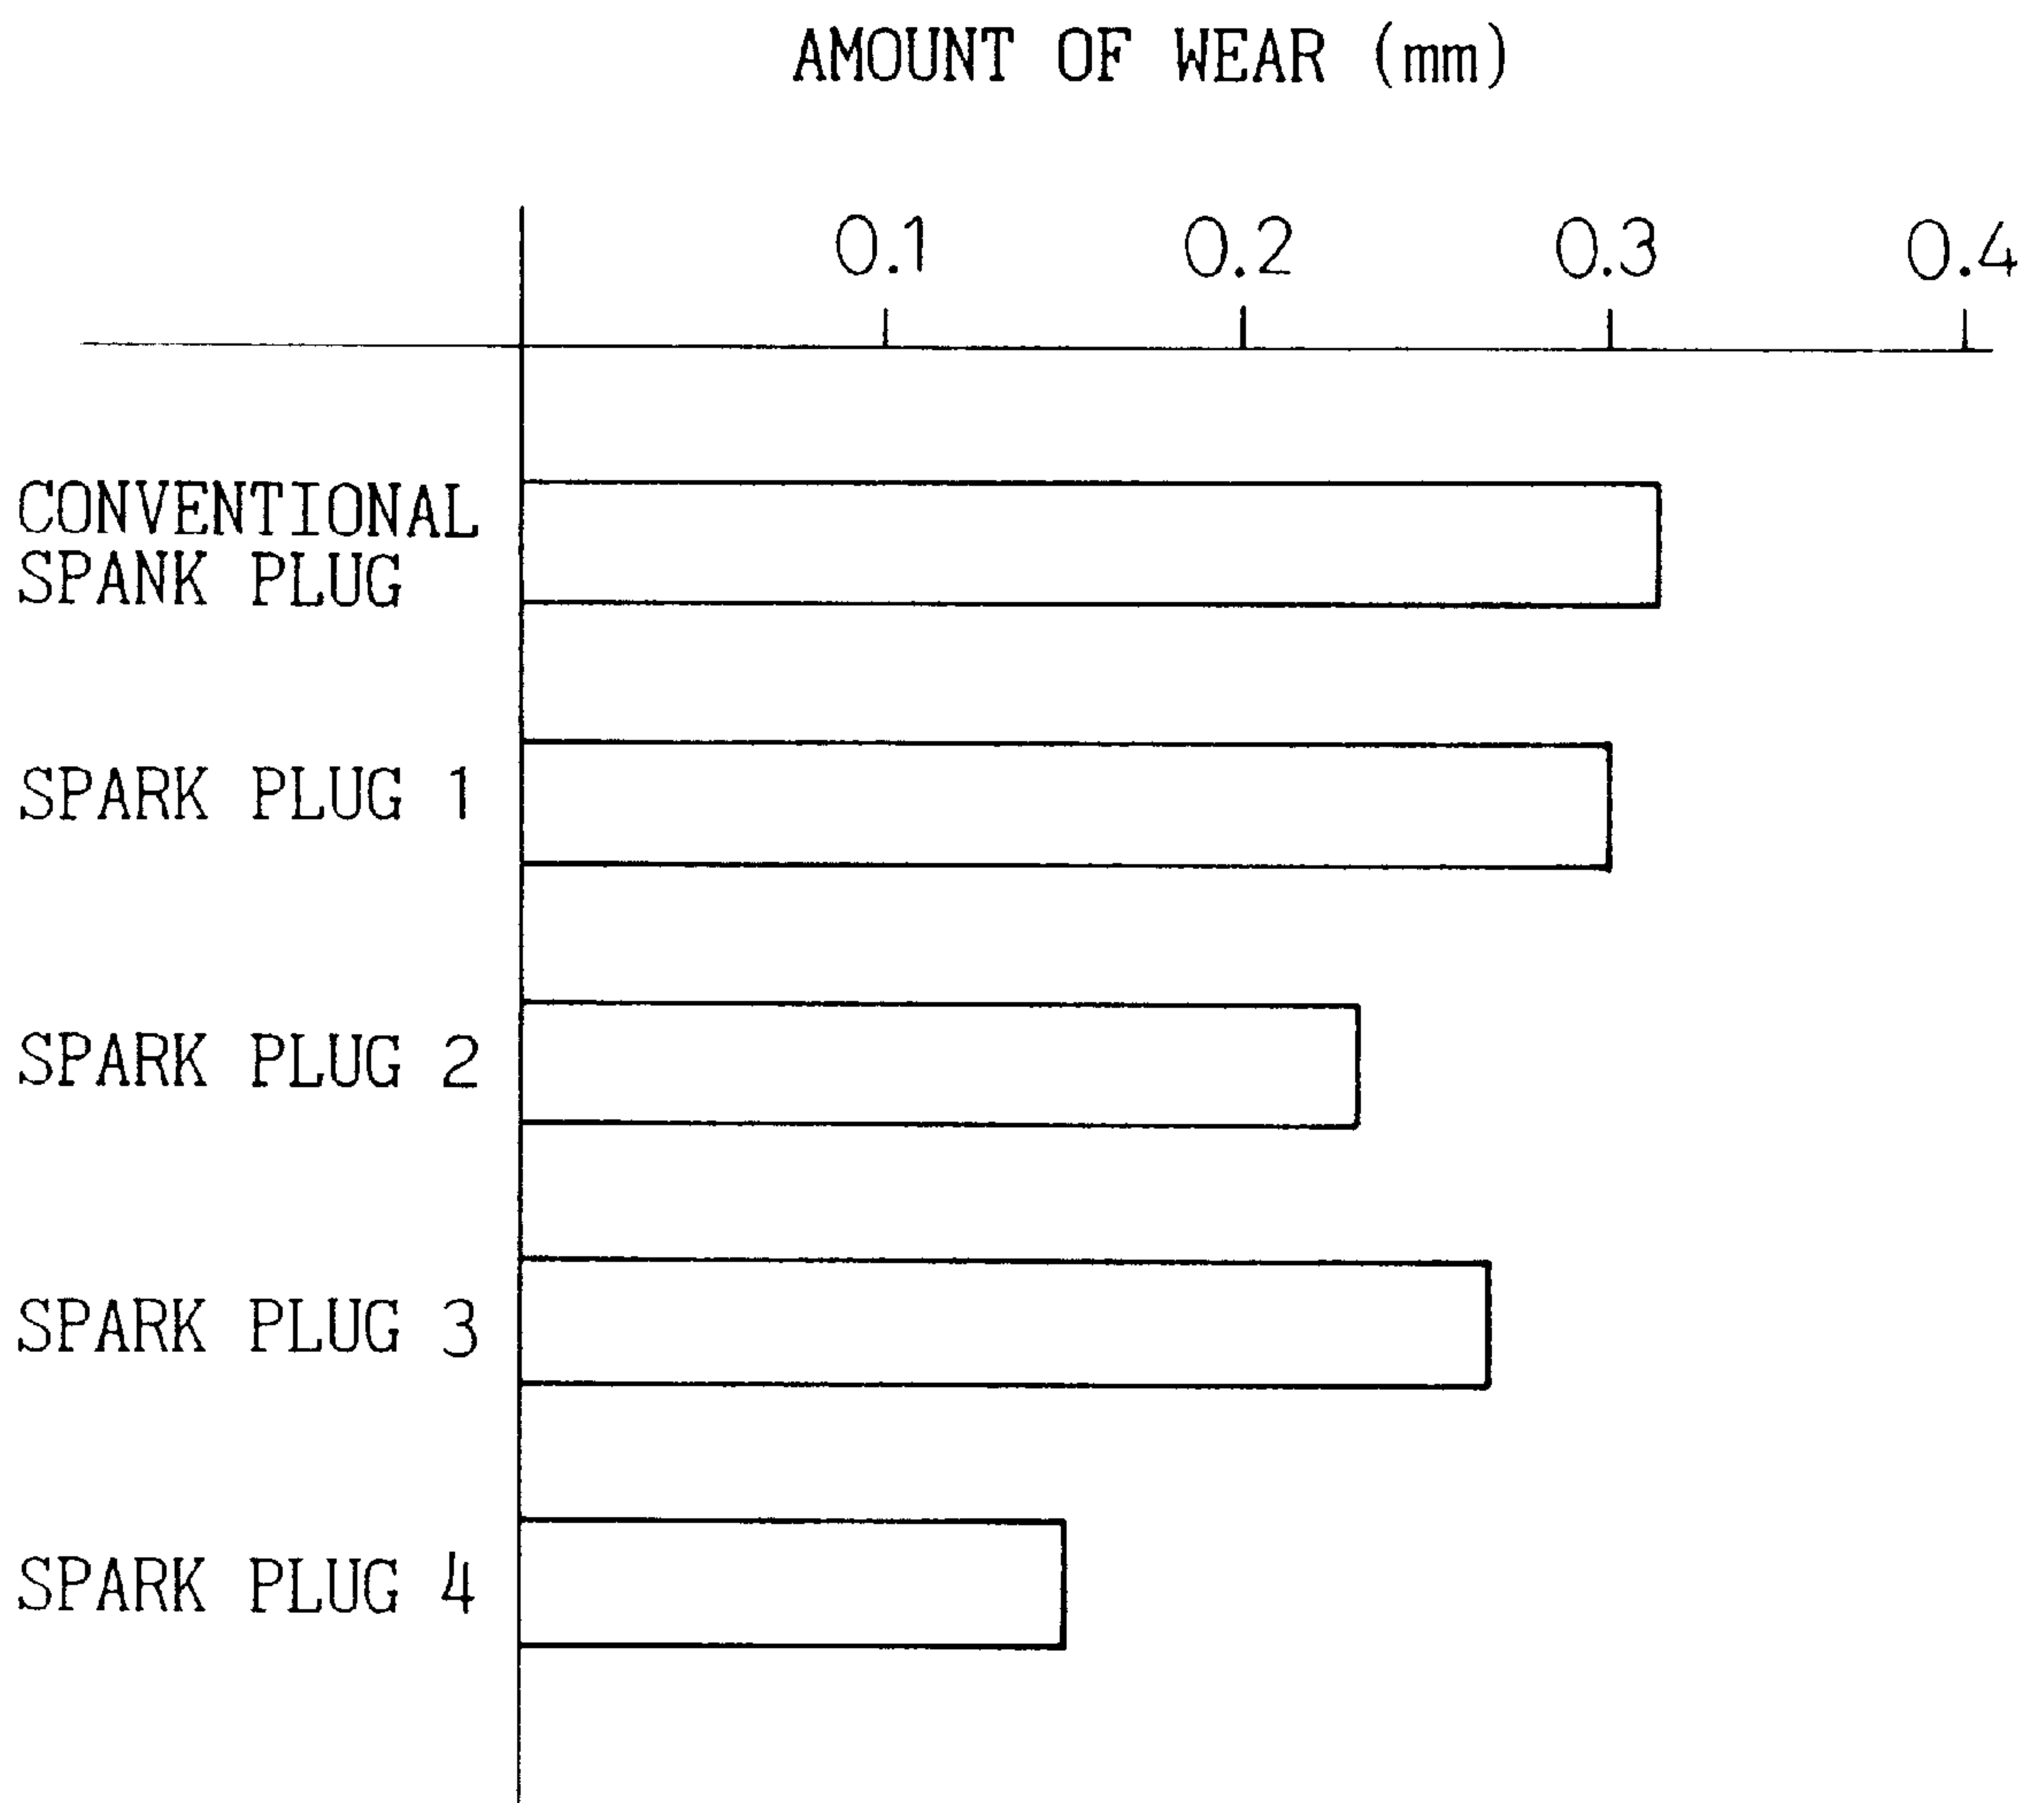 AMOUNT OF WEAR (mm)
0.1 0.2 0.3 0.4
CONVENTIONAL
SPANK PLUG
SPARK PLUG 1
SPARK PLUG 2
SPARK PLUG 3
SPARK PLUG 4